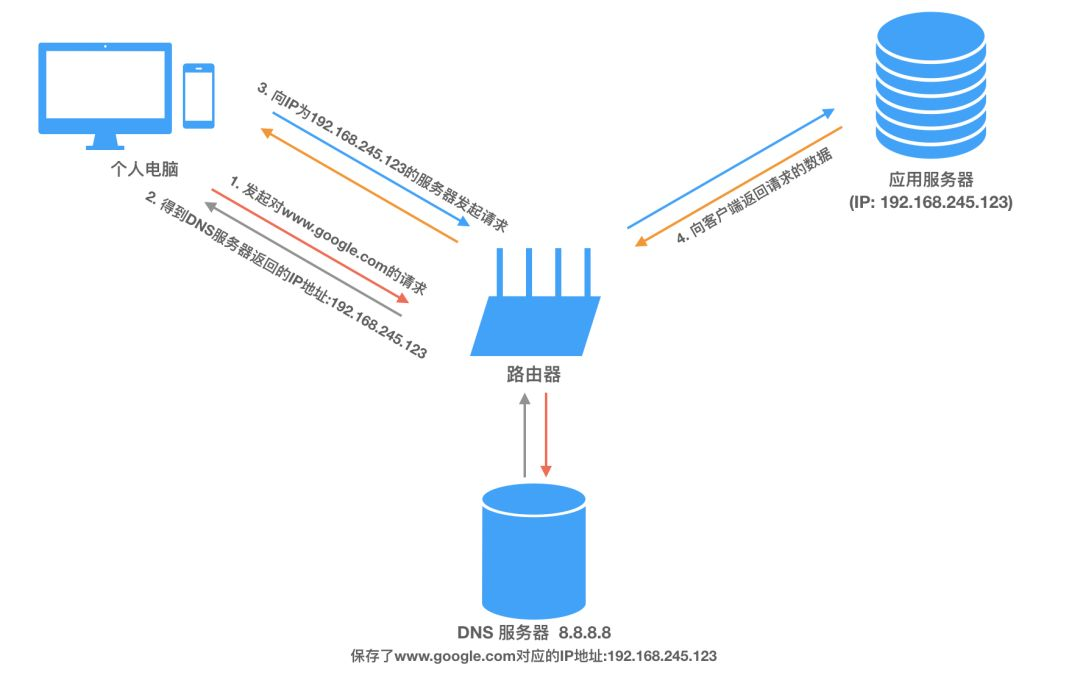 3. 向IP为192.168.245.123的服务器发起请求
个人电脑
1. 发起对www.google.com的请求
2. 得到DNS服务器返回的IP地址:192.168.245.123
4. 向客户端返回请求的数据
应用服务器
(IP: 192.168.245.123)
路由器
DNS 服务器 8.8.8.8
保存了www.google.com对应的IP地址:192.168.245.123